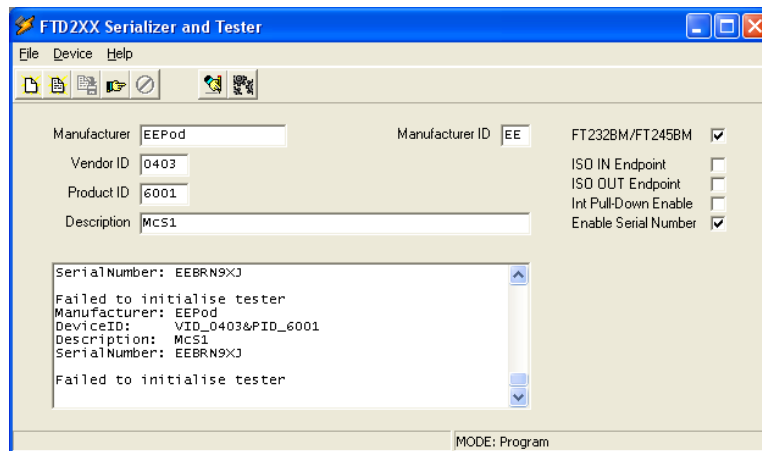 FTD2XX Serializer and Tester
File Device Help
Manufacturer EEPod Manufacturer ID EE FT232BM/FT245BM
Vendor ID 0403 ISO IN Endpoint
ISO OUT Endpoint
Product ID 6001 Int Pull-Down Enable
Description McS1 Enable Serial Number
SerialNumber: EEBRN9XJ
Failed to initialise tester
Manufacturer: EEPod
DeviceID: VID_0403&PID_6001
Description: McS1
SerialNumber: EEBRN9XJ
Failed to initialise tester
MODE: Program